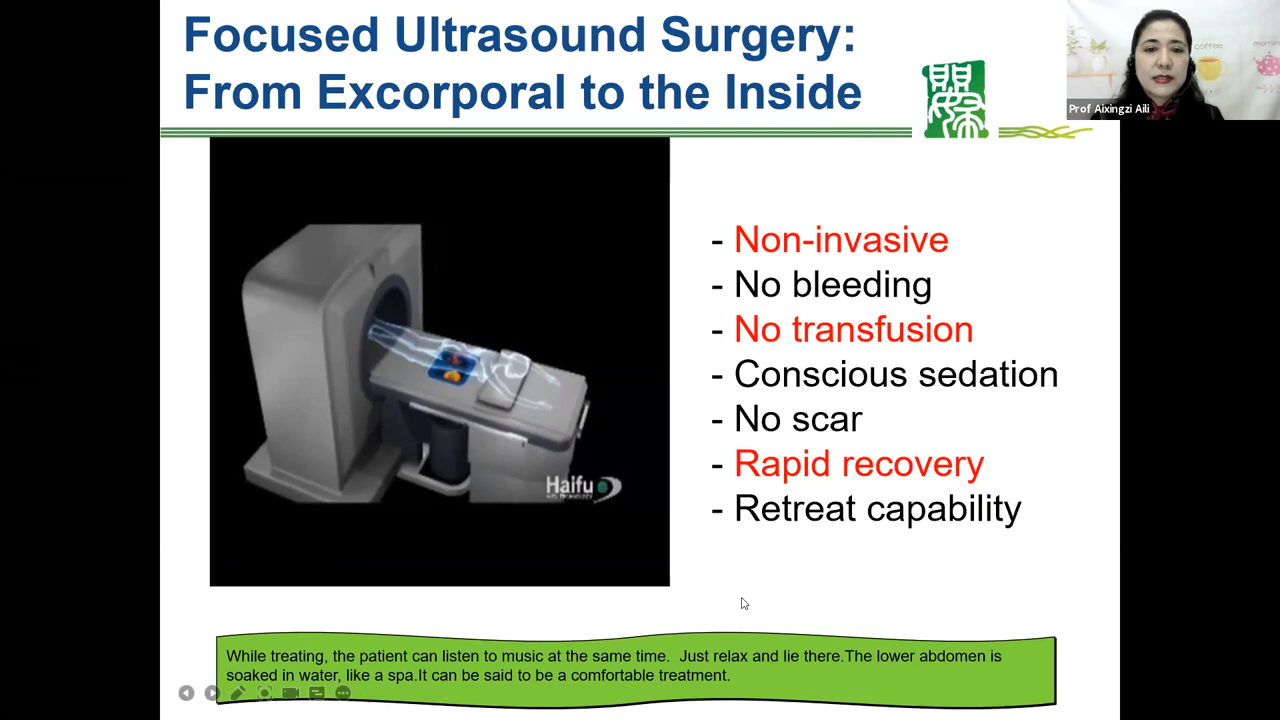 Focused Ultrasound Surgery:
From Excorporal to the Inside
coffee
Prof Aixingzi Aili
- Non-invasive
- No bleeding
- No transfusion
- Conscious sedation
- No scar
- Rapid recovery
- Retreat capability
Haifu
While treating, the patient can listen to music at the same time.  Just relax and lie there.The lower abdomen is
soaked in water, like a spa.It can be said to be a comfortable treatment.